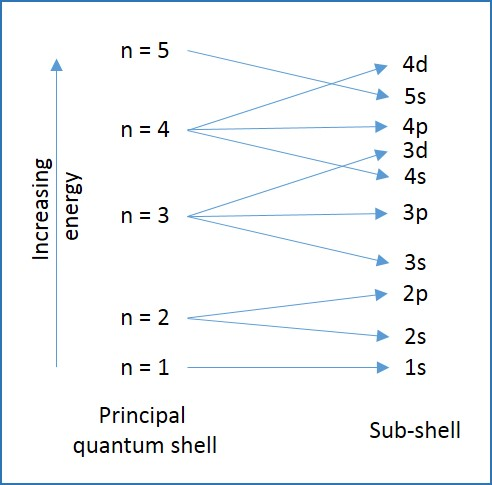 n = 5
n = 4
n = 3
n = 2
n = 1
4d
5s
4p
3d
4s
3p
3s
2p
2s
1s
Increasing
energy
Principal
quantum shell
Sub-shell